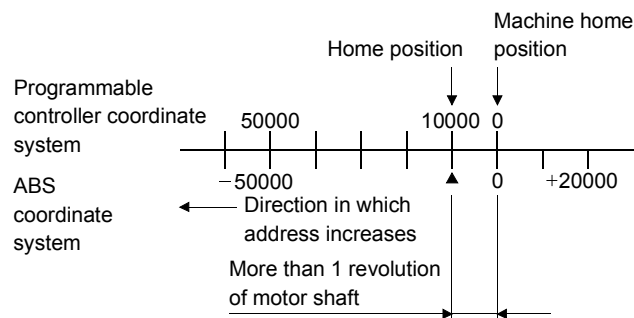 Machine home
position
Home position
Programmable
controller coordinate
system
50000 10000 0
ABS
coordinate
system
−50000 0 +20000
Direction in which
address increases
More than 1 revolution
of motor shaft